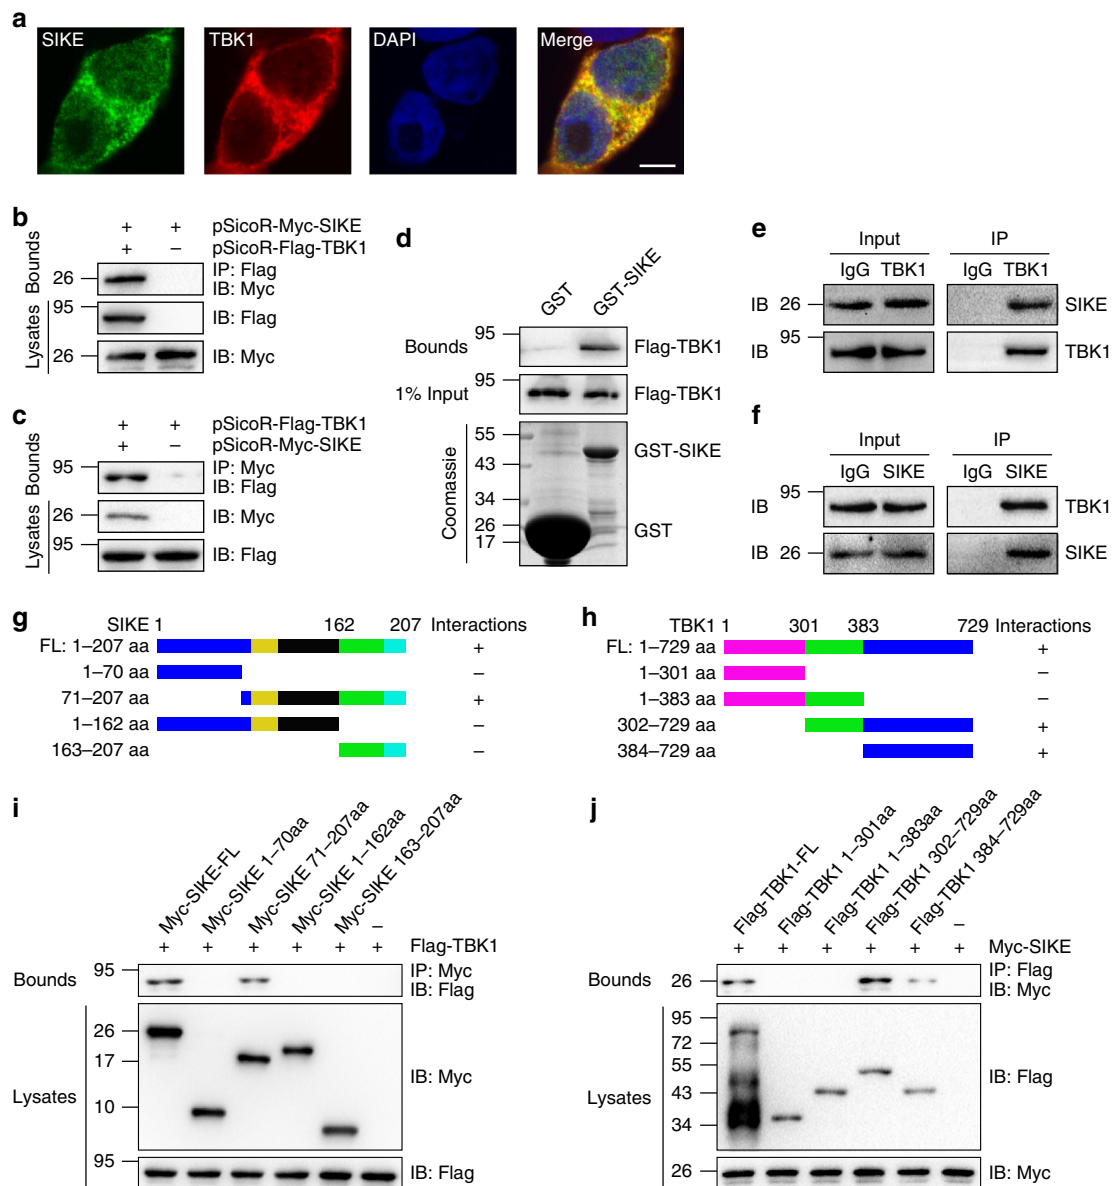 a
SIKE TBK1 DAPI Merge
b
+ + pSicoR-Myc-SIKE
+ – pSicoR-Flag-TBK1
Bounds 26 IP: Flag
IB: Myc
Lysates 95 IB: Flag
26 IB: Myc
c
+ + pSicoR-Flag-TBK1
+ – pSicoR-Myc-SIKE
Bounds 95 IP: Myc
IB: Flag
Lysates 26 IB: Myc
95 IB: Flag
d
GST GST-SIKE
Bounds 95 Flag-TBK1
1% Input 95 Flag-TBK1
Coomassie
55
GST-SIKE
43
34
26 GST
17
e
Input IP
IgG TBK1 IgG TBK1
IB 26 SIKE
IB 95 TBK1
f
Input IP
IgG SIKE IgG SIKE
IB 95 TBK1
IB 26 SIKE
g
SIKE 1 162 207 Interactions
FL: 1–207 aa +
1–70 aa –
71–207 aa +
1–162 aa –
163–207 aa –
h
TBK1 1 301 383 729 Interactions
FL: 1–729 aa +
1–301 aa –
1–383 aa –
302–729 aa +
384–729 aa +
i
Myc-SIKE-FL
Myc-SIKE 1–70aa
Myc-SIKE 71–207aa
Myc-SIKE 1–162aa
Myc-SIKE 163–207aa
–
+ + + + + + Flag-TBK1
Bounds 95 IP: Myc
IB: Flag
Lysates
26
17
IB: Myc
10
95 IB: Flag
j
Flag-TBK1-FL
Flag-TBK1 1–301aa
Flag-TBK1 1–383aa
Flag-TBK1 302–729aa
Flag-TBK1 384–729aa
–
+ + + + + + Myc-SIKE
Bounds 26 IP: Flag
IB: Myc
Lysates
95
72
55 IB: Flag
43
34
26 IB: Myc